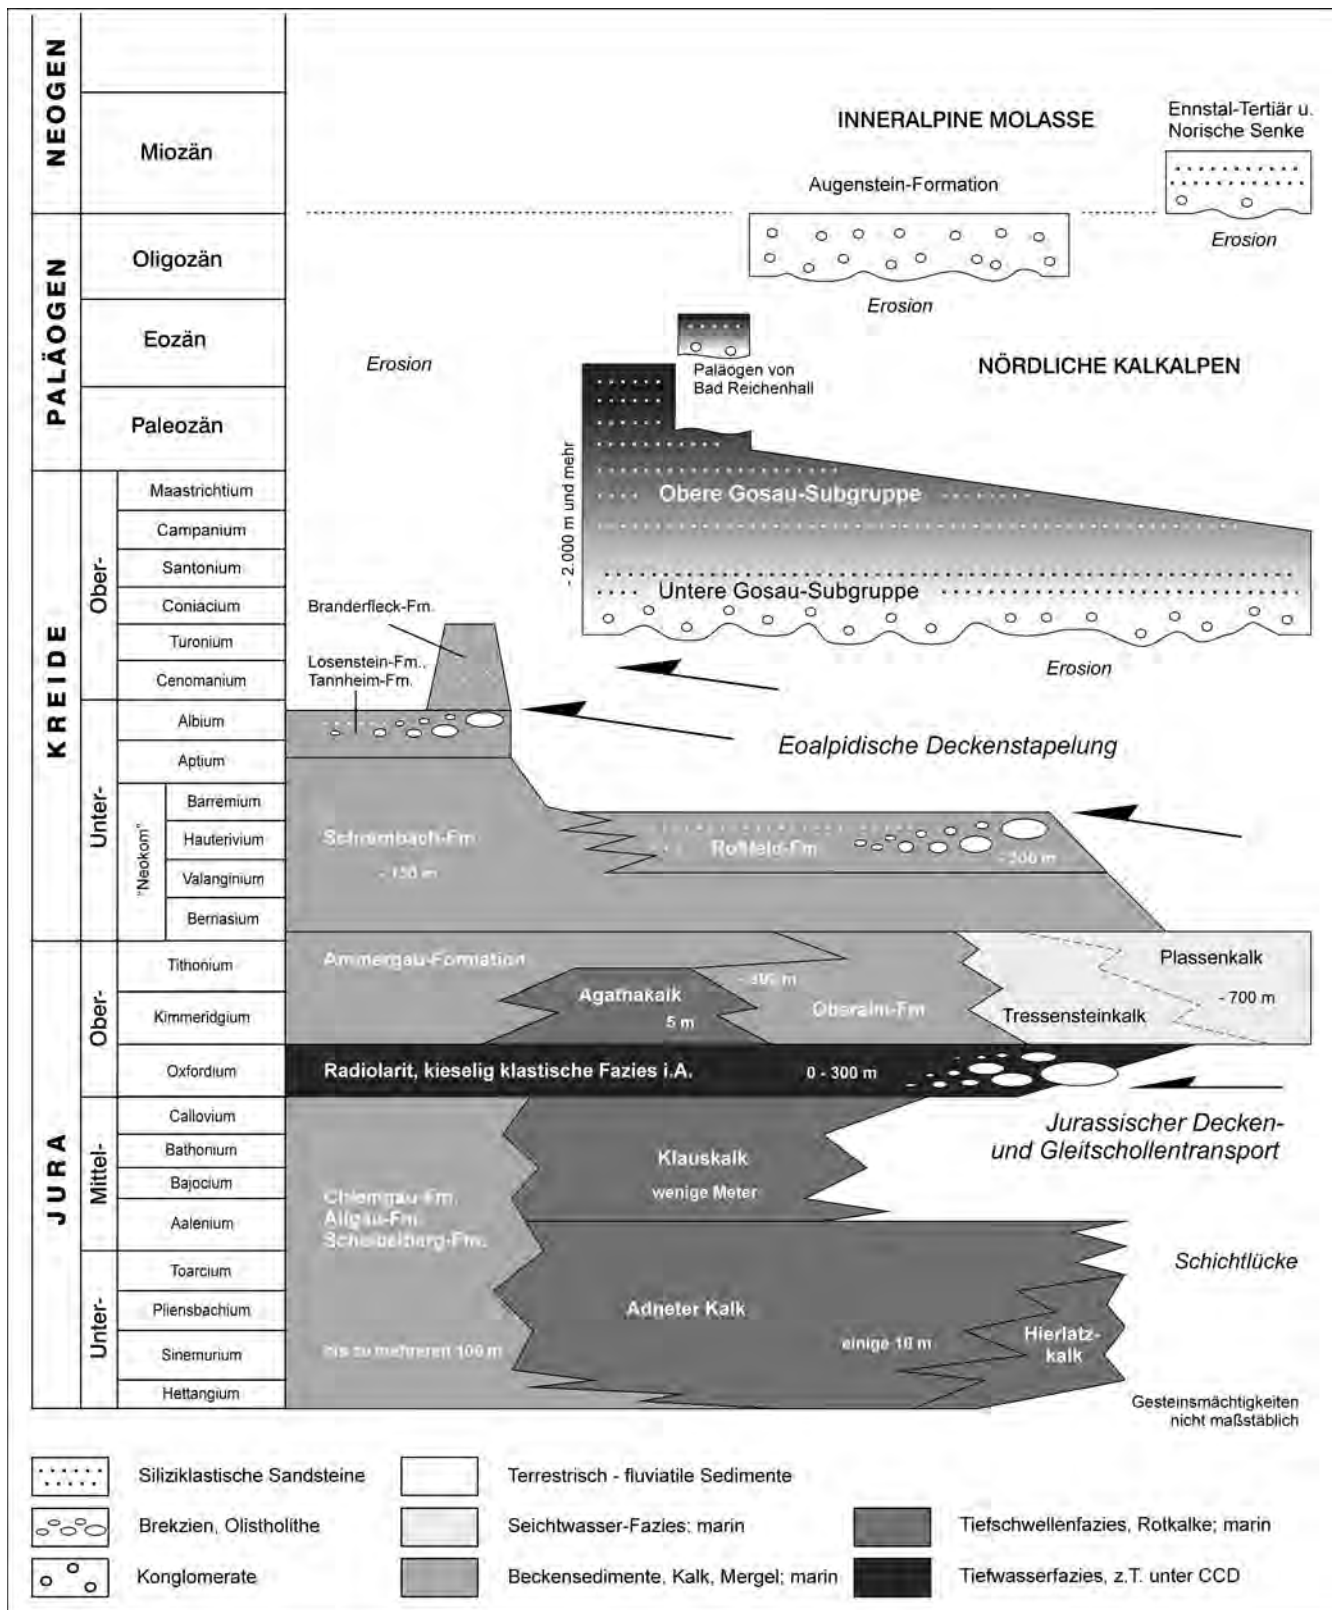 NEOGEN
Miozän
PALÄOGEN
Oligozän
Eozän
Paleozän
KREIDE
Ober-
Maastrichtium
Campanium
Santonium
Coniacium
Turonium
Cenomanium
Unter-
Albium
Aptium
"Neokom"
Barremium
Hauterivium
Valanginium
Berriasium
JURA
Ober-
Tithonium
Kimmeridgium
Oxfordium
Mittel-
Callovium
Bathonium
Bajocium
Aalenium
Unter-
Toarcium
Pliensbachium
Sinemurium
Hettangium
INNERALPINE MOLASSE
Ennstal-Tertiär u.
Norische Senke
Augenstein-Formation
Erosion
Erosion
Erosion
Paläogen von
Bad Reichenhall
NÖRDLICHE KALKALPEN
- 2.000 m und mehr
Obere Gosau-Subgruppe
Untere Gosau-Subgruppe
Erosion
Branderfleck-Fm.
Losenstein-Fm.,
Tannheim-Fm.
Eoalpidische Deckenstapelung
Schrambach-Fm.
- 150 m
Roßfeld-Fm.
- 200 m
Ammergau-Formation
Agathakalk
5 m
Oberalm-Fm.
Plassenkalk
- 700 m
Tressensteinkalk
Radiolarit, kieselig klastische Fazies i.A.
0 - 300 m
Jurassischer Decken-
und Gleitschollentransport
Klauskalk
wenige Meter
Chiemgau-Fm.
Allgäu-Fm.
Scheibelberg-Fm.
bis zu mehreren 100 m
Schichtlücke
Adneter Kalk
einige 10 m
Hierlatz-
kalk
Gesteinsmächtigkeiten
nicht maßstäblich
Siliziklastische Sandsteine
Terrestrisch - fluviatile Sedimente
Brekzien, Olistholithe
Seichtwasser-Fazies; marin
Tiefschwellenfazies, Rotkalke; marin
Konglomerate
Beckensedimente, Kalk, Mergel; marin
Tiefwasserfazies, z.T. unter CCD